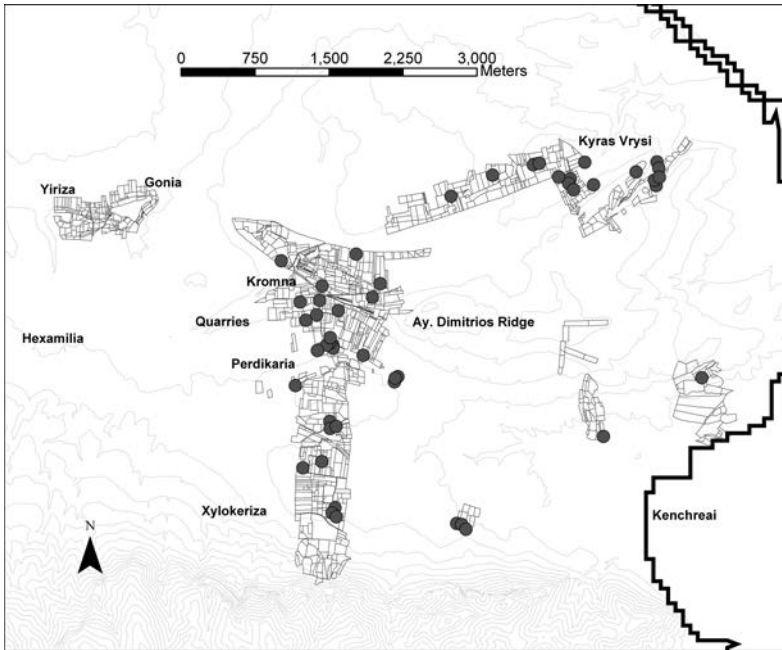 0 750 1,500 2,250 3,000
Meters
Kyras Vrysi
Yiriza
Gonia
Kromna
Quarries
Ay. Dimitrios Ridge
Hexamilia
Perdikaria
Xylokeriza
Kenchreai
N